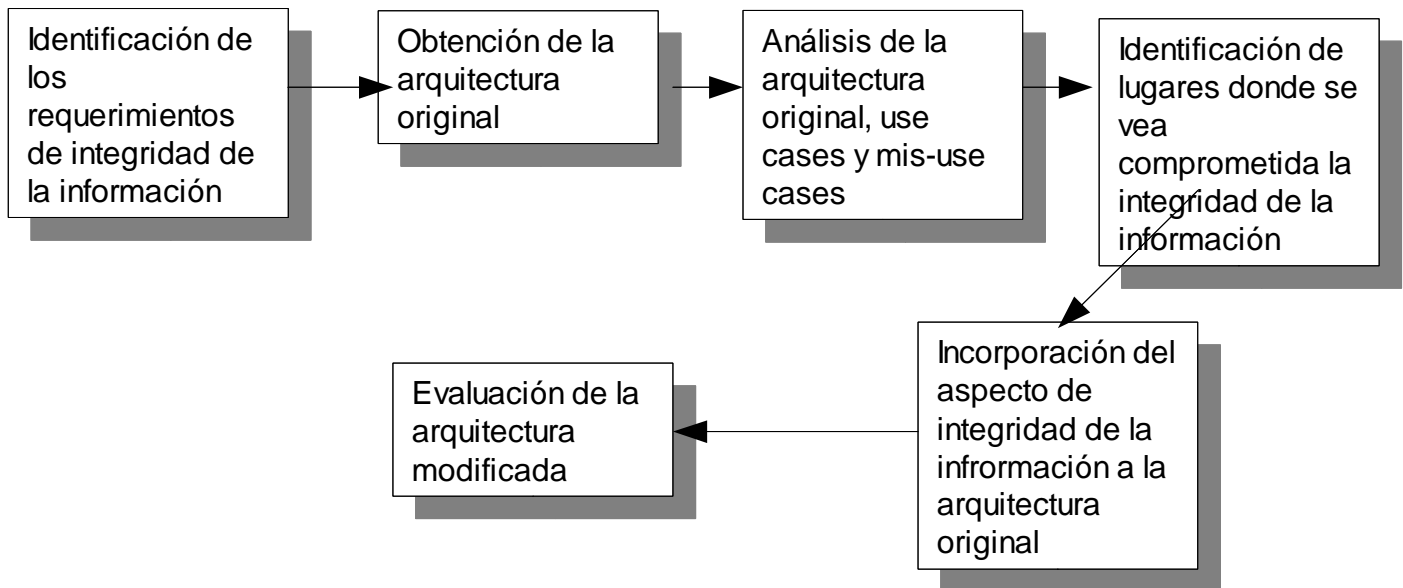 Identificación de
los
requerimientos
de integridad de
la información
Obtención de la
arquitectura
original
Análisis de la
arquitectura
original, use
cases y mis-use
cases
Identificación de
lugares donde se
vea
comprometida la
integridad de la
información
Incorporación del
aspecto de
integridad de la
infrormación a la
arquitectura
original
Evaluación de la
arquitectura
modificada